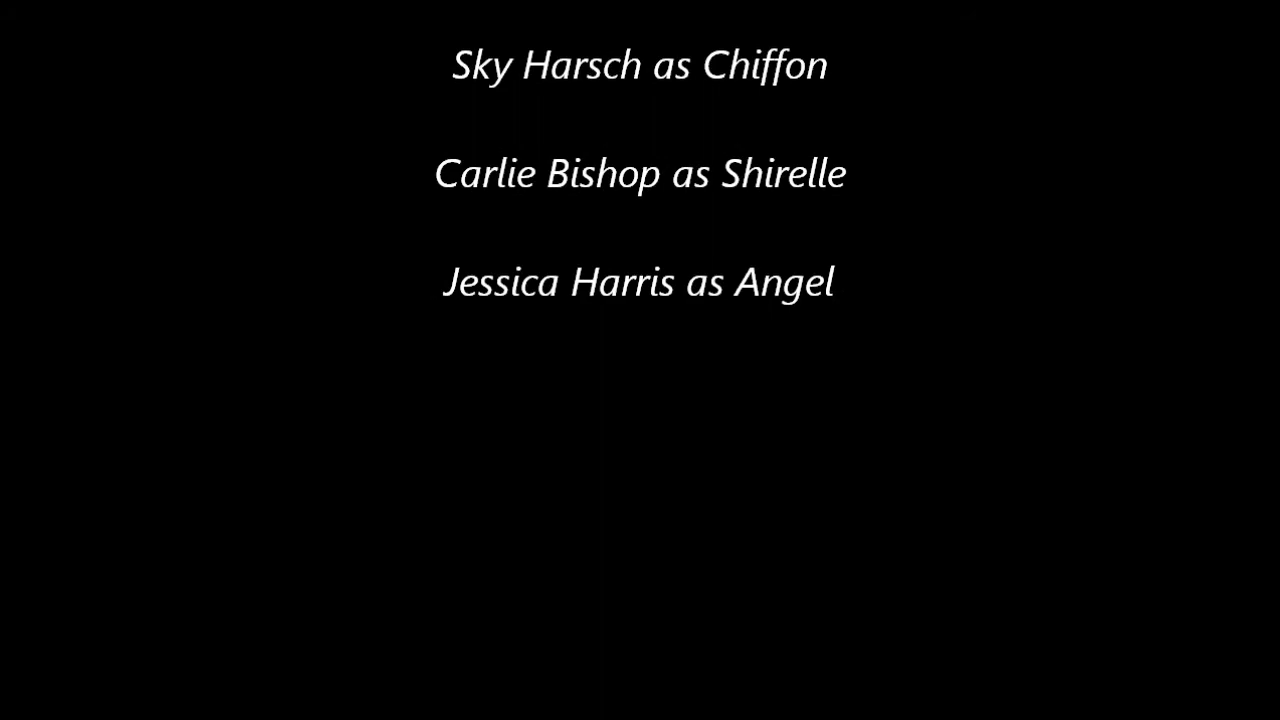 Sky Harsch as Chiffon
Carlie Bishop as Shirelle
Jessica Harris as Angel